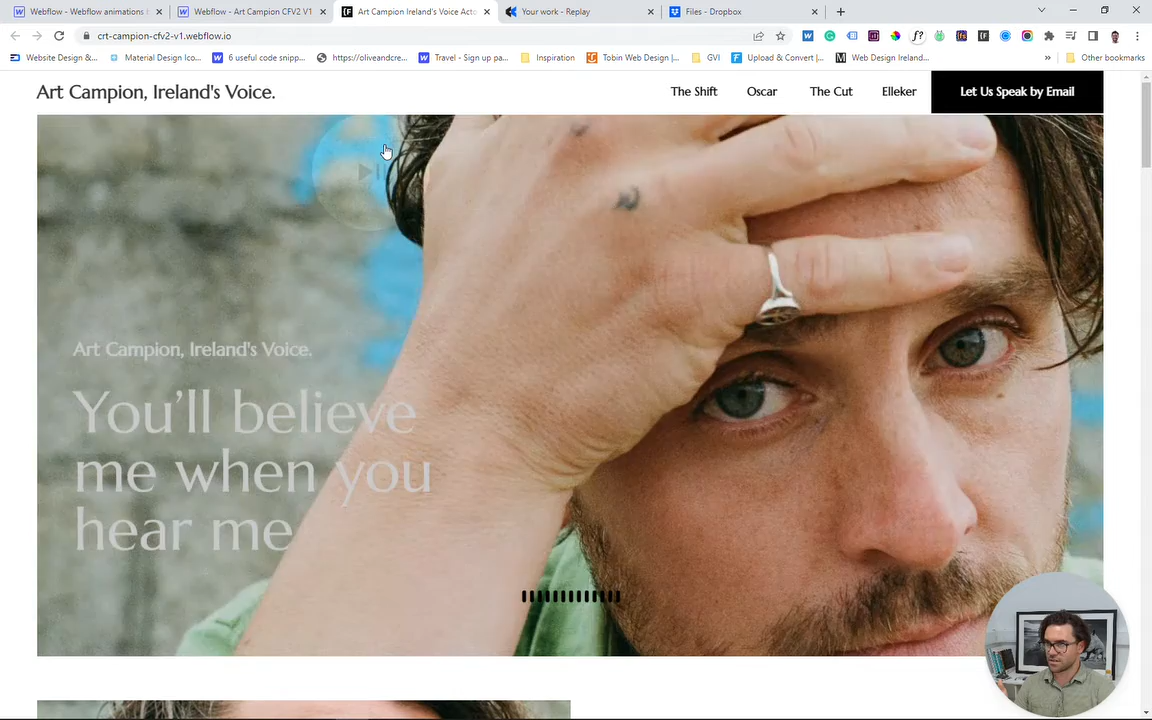 Webflow - Webflow animations
Webflow - Art Campion CFV2 V1
Art Campion Ireland's Voice Acto
Your work - Replay
Files - Dropbox
crt-campion-cfv2-v1.webflow.io
Website Design &...
Material Design Ico...
6 useful code snipp...
https://oliveandcre...
Travel - Sign up pa...
Inspiration
Tobin Web Design |...
GVI
Upload & Convert |...
Web Design Ireland...
Other bookmarks
Art Campion, Ireland's Voice.
The Shift
Oscar
The Cut
Elleker
Let Us Speak by Email
Art Campion, Ireland's Voice.
You'll believe
me when you
hear me